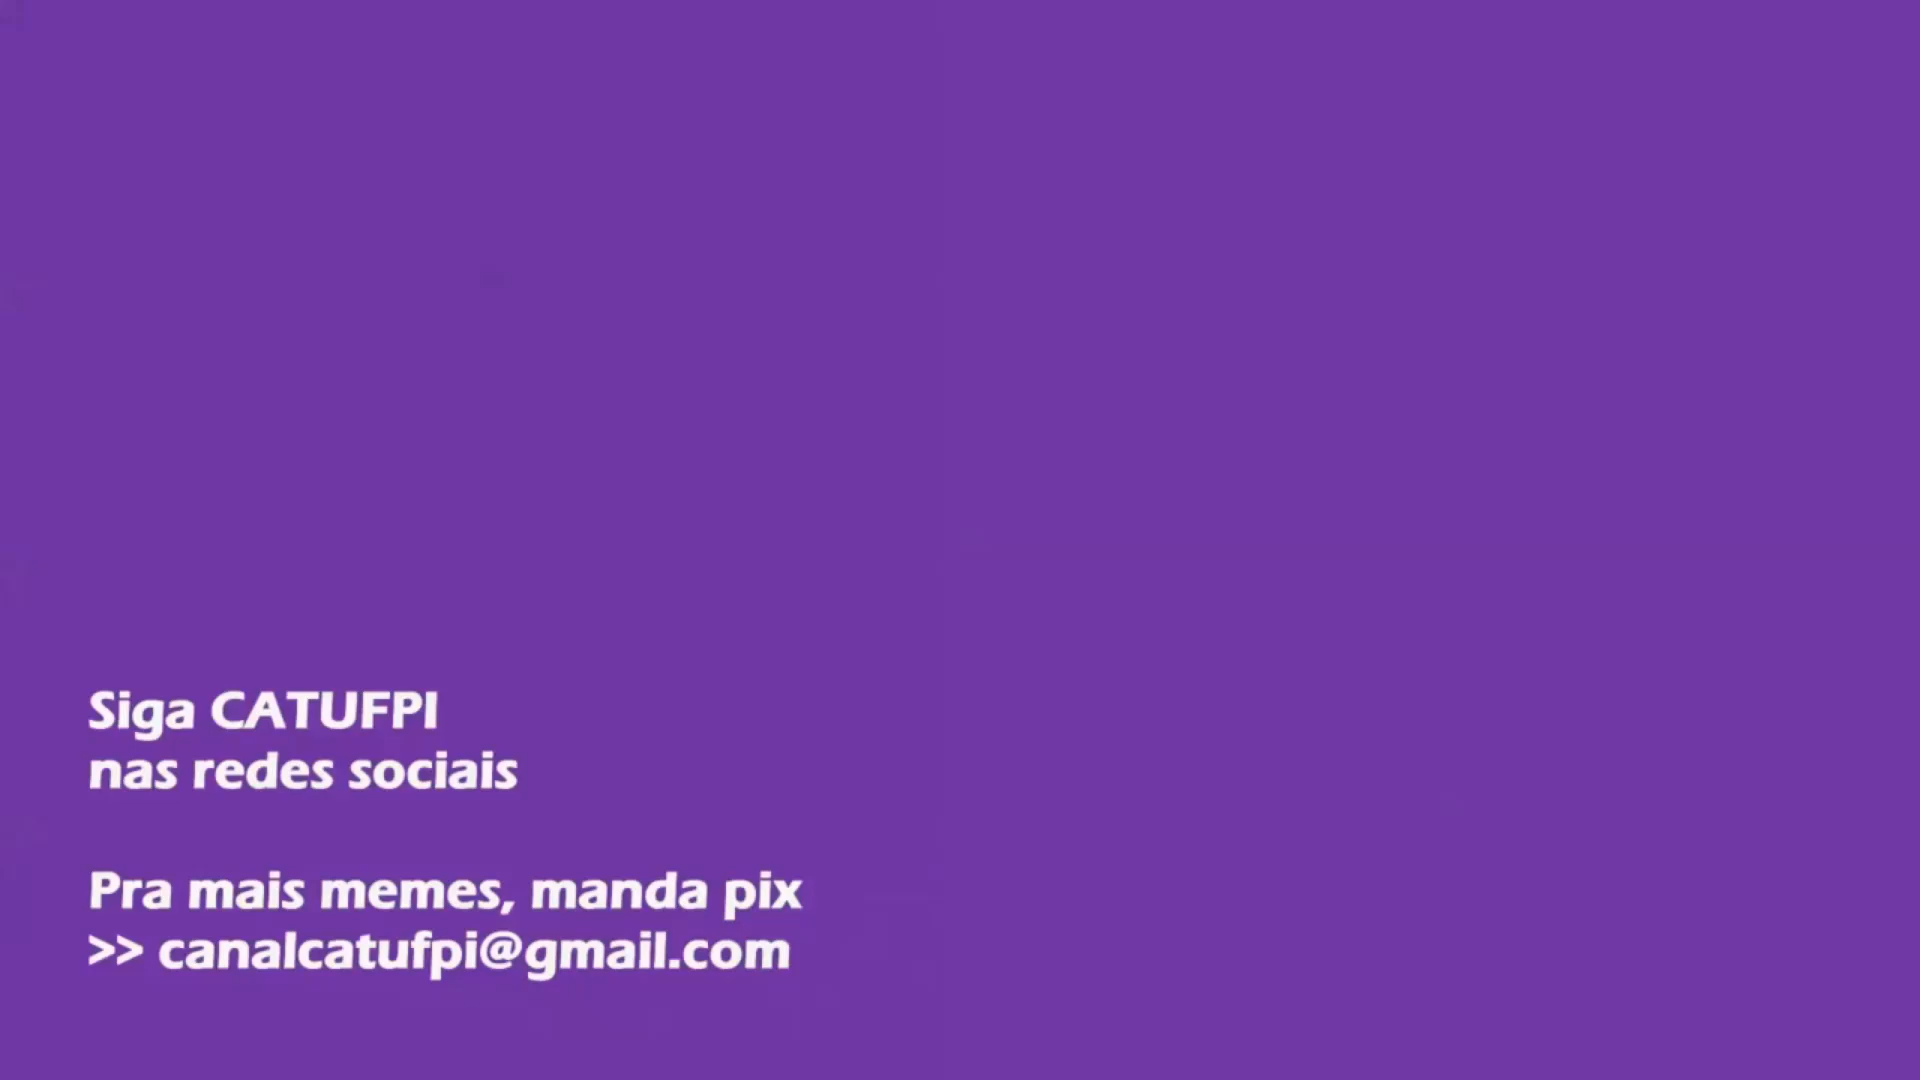 Siga CATUFPI
nas redes sociais
Pra mais memes, manda pix
>> canalcatufpi@gmail.com